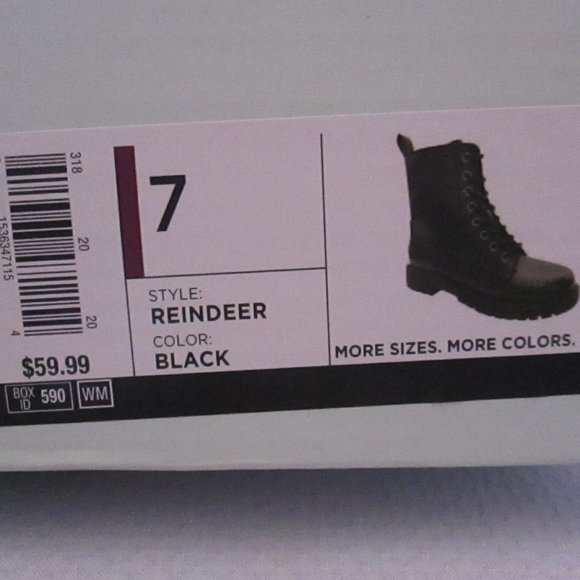 318
20
20
1536347115
4
$59.99
BOX ID 590 WM
7
STYLE:
REINDEER
COLOR:
BLACK
MORE SIZES. MORE COLORS.